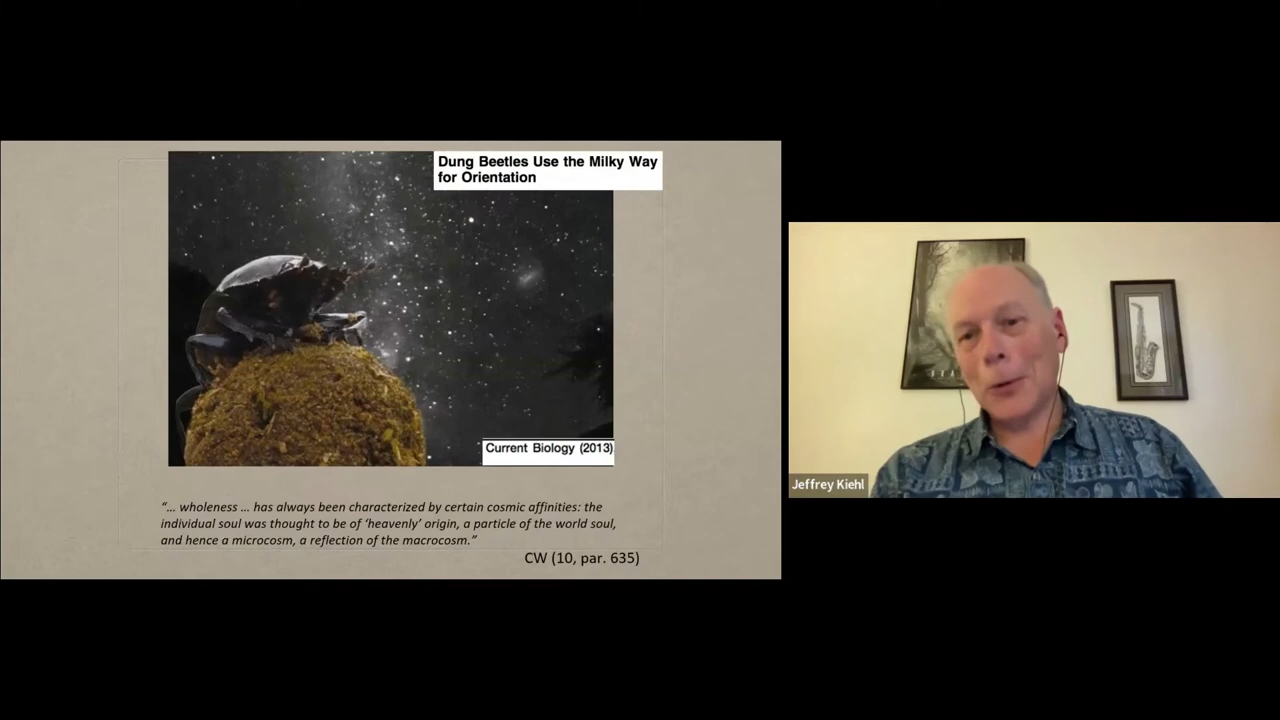 Dung Beetles Use the Milky Way
for Orientation
Current Biology (2013)
“… wholeness … has always been characterized by certain cosmic affinities: the
individual soul was thought to be of ‘heavenly’ origin, a particle of the world soul,
and hence a microcosm, a reflection of the macrocosm.”
CW (10, par. 635)
Jeffrey Kiehl